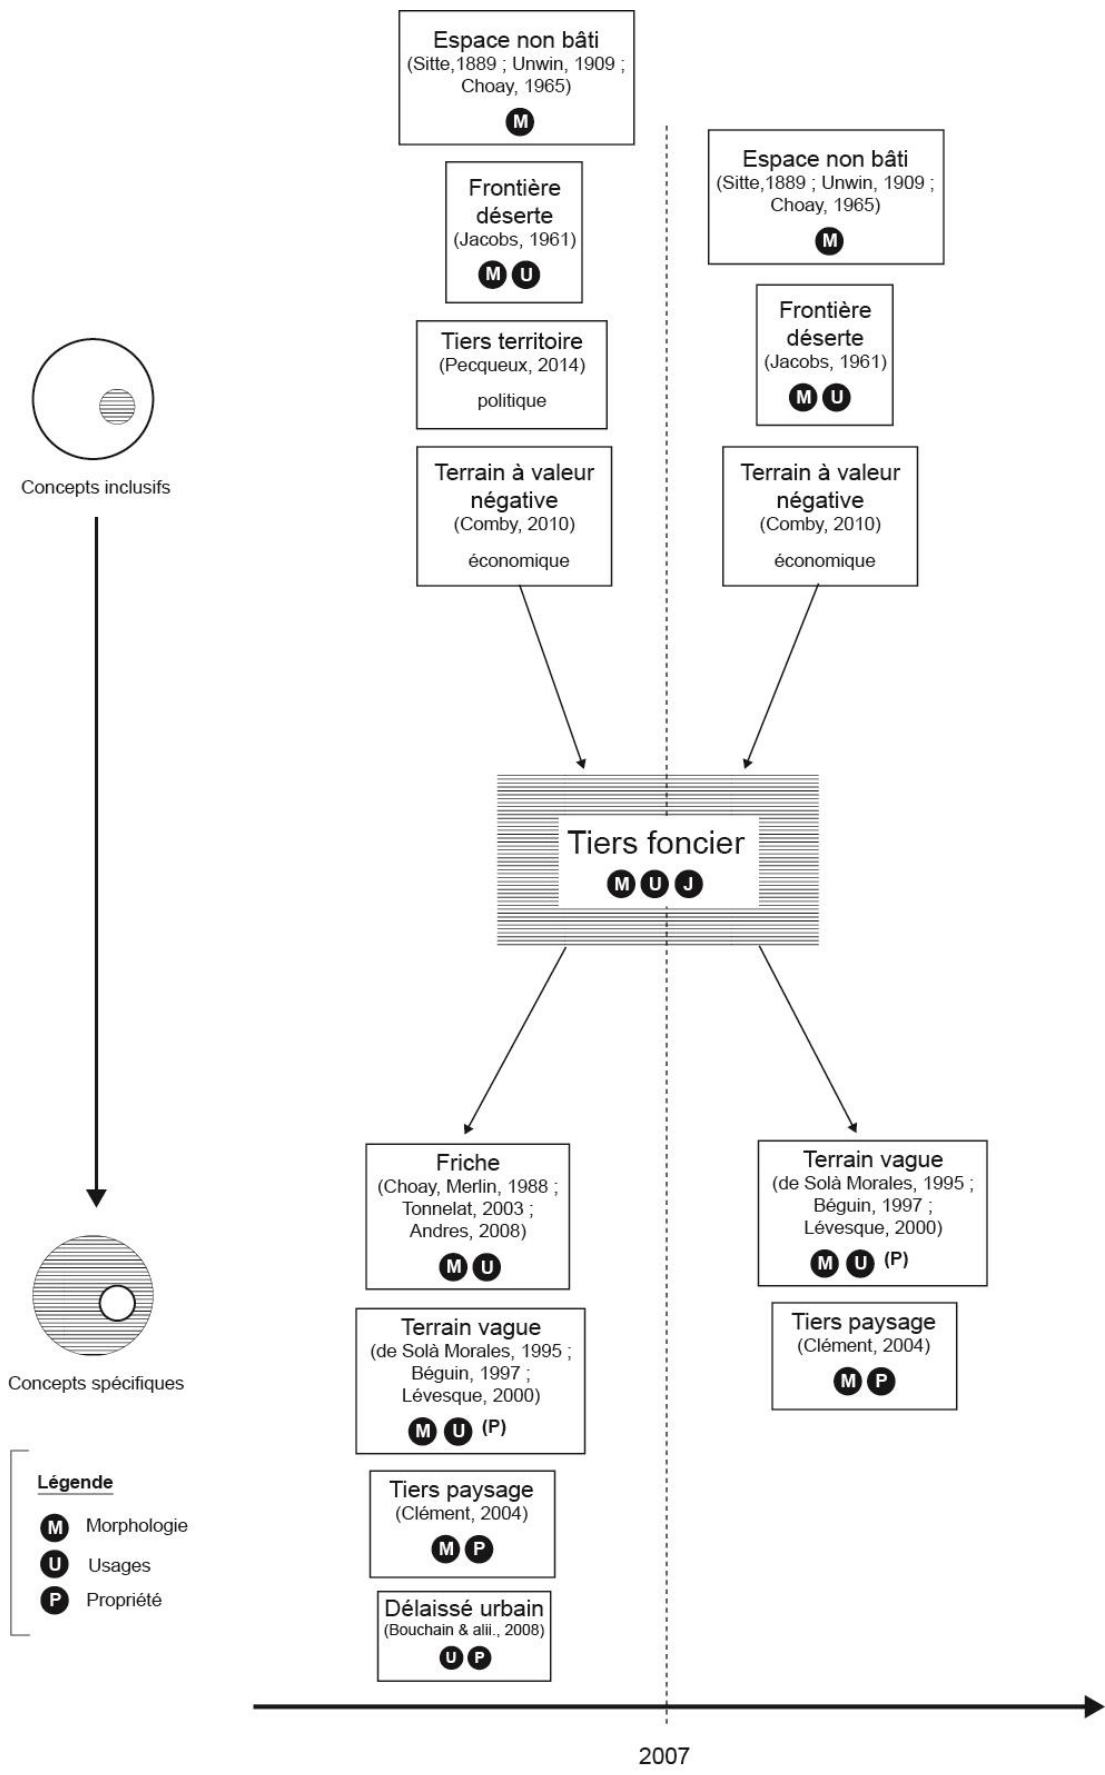 Espace non bâti
(Sitte,1889 ; Unwin, 1909 ;
Choay, 1965)
M
Frontière
déserte
(Jacobs, 1961)
M U
Tiers territoire
(Pecqueux, 2014)
politique
Terrain à valeur
négative
(Comby, 2010)
économique
Espace non bâti
(Sitte,1889 ; Unwin, 1909 ;
Choay, 1965)
M
Frontière
déserte
(Jacobs, 1961)
M U
Terrain à valeur
négative
(Comby, 2010)
économique
Concepts inclusifs
Tiers foncier
M U J
Concepts spécifiques
Friche
(Choay, Merlin, 1988 ;
Tonnelat, 2003 ;
Andres, 2008)
M U
Terrain vague
(de Solà Morales, 1995 ;
Béguin, 1997 ;
Lévesque, 2000)
M U (P)
Tiers paysage
(Clément, 2004)
M P
Délaissé urbain
(Bouchain & alii., 2008)
U P
Terrain vague
(de Solà Morales, 1995 ;
Béguin, 1997 ;
Lévesque, 2000)
M U (P)
Tiers paysage
(Clément, 2004)
M P
Légende
M Morphologie
U Usages
P Propriété
2007